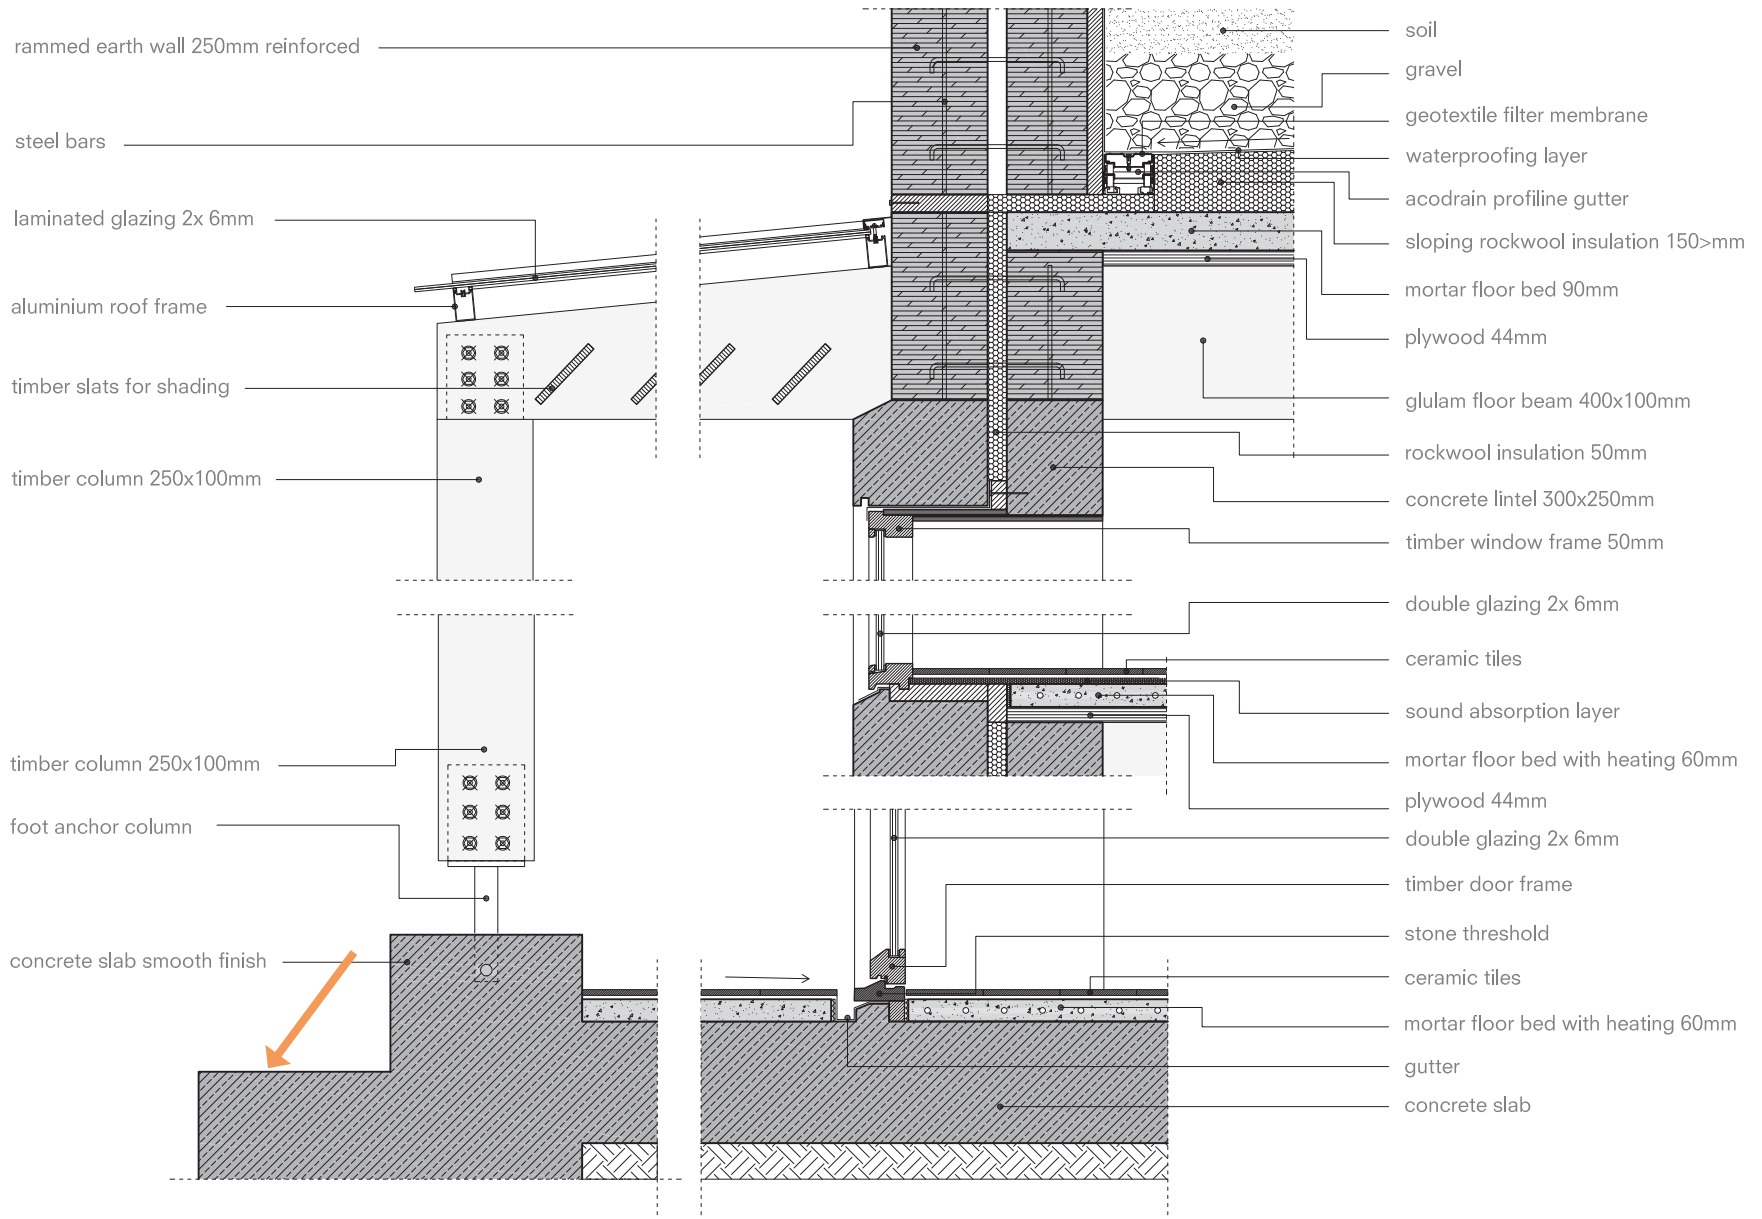 rammed earth wall 250mm reinforced
steel bars
laminated glazing 2x 6mm
aluminium roof frame
timber slats for shading
timber column 250x100mm
timber column 250x100mm
foot anchor column
concrete slab smooth finish
soil
gravel
geotextile filter membrane
waterproofing layer
acodrain profiline gutter
sloping rockwool insulation 150>mm
mortar floor bed 90mm
plywood 44mm
glulam floor beam 400x100mm
rockwool insulation 50mm
concrete lintel 300x250mm
timber window frame 50mm
double glazing 2x 6mm
ceramic tiles
sound absorption layer
mortar floor bed with heating 60mm
plywood 44mm
double glazing 2x 6mm
timber door frame
stone threshold
ceramic tiles
mortar floor bed with heating 60mm
gutter
concrete slab